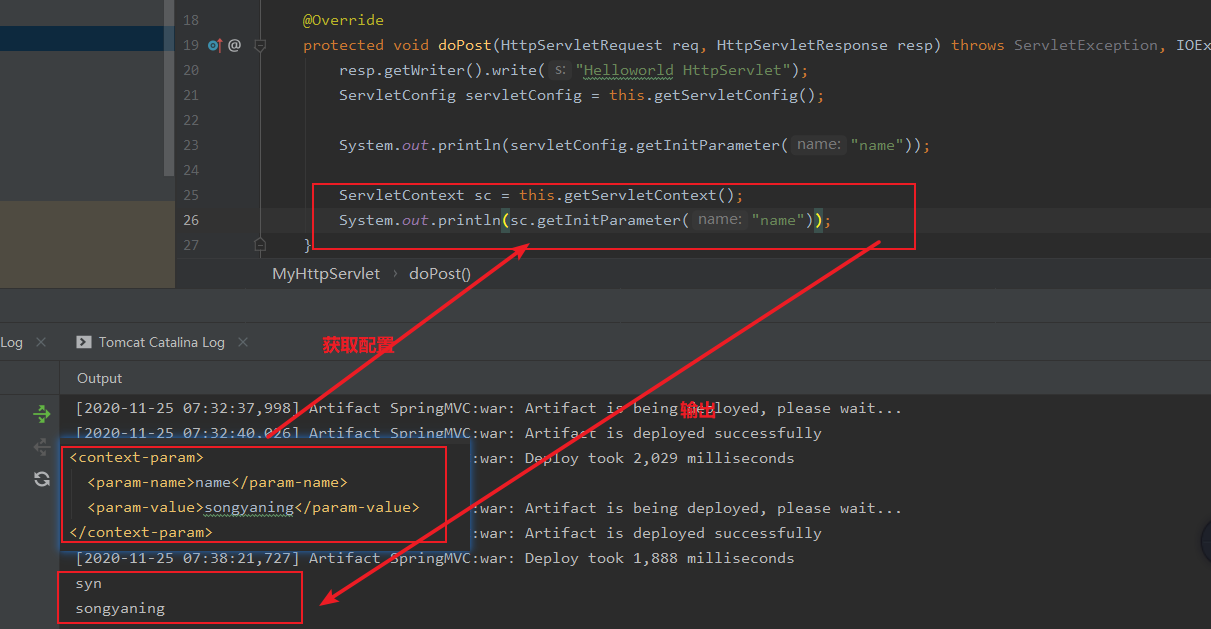 18 @Override
19 @ protected void doPost(HttpServletRequest req, HttpServletResponse resp) throws ServletException, IOEx
20 resp.getWriter().write( s: "Helloworld HttpServlet");
21 ServletConfig servletConfig = this.getServletConfig();
22
23 System.out.println(servletConfig.getInitParameter( name: "name"));
24
25 ServletContext sc = this.getServletContext();
26 System.out.println(sc.getInitParameter( name: "name"));
27 }
MyHttpServlet › doPost()
Log × Tomcat Catalina Log ×
获取配置
Output
[2020-11-25 07:32:37,998] Artifact SpringMVC:war: Artifact is being deployed, please wait...
输出
[2020-11-25 07:32:40,026] Artifact SpringMVC:war: Artifact is deployed successfully
<context-param>
<param-name>name</param-name>
<param-value>songyaning</param-value>
</context-param>
:war: Deploy took 2,029 milliseconds
:war: Artifact is being deployed, please wait...
:war: Artifact is deployed successfully
[2020-11-25 07:38:21,727] Artifact SpringMVC:war: Deploy took 1,888 milliseconds
syn
songyaning